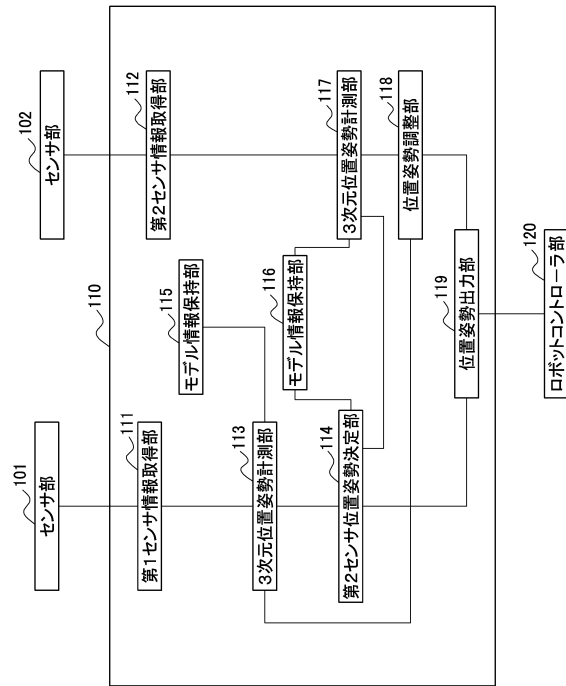 101
センサ部
102
センサ部
110
111
第1センサ情報取得部
112
第2センサ情報取得部
115
モデル情報保持部
113
3次元位置姿勢計測部
116
モデル情報保持部
117
3次元位置姿勢計測部
114
第2センサ位置姿勢決定部
118
位置姿勢調整部
119
位置姿勢出力部
120
ロボットコントローラ部